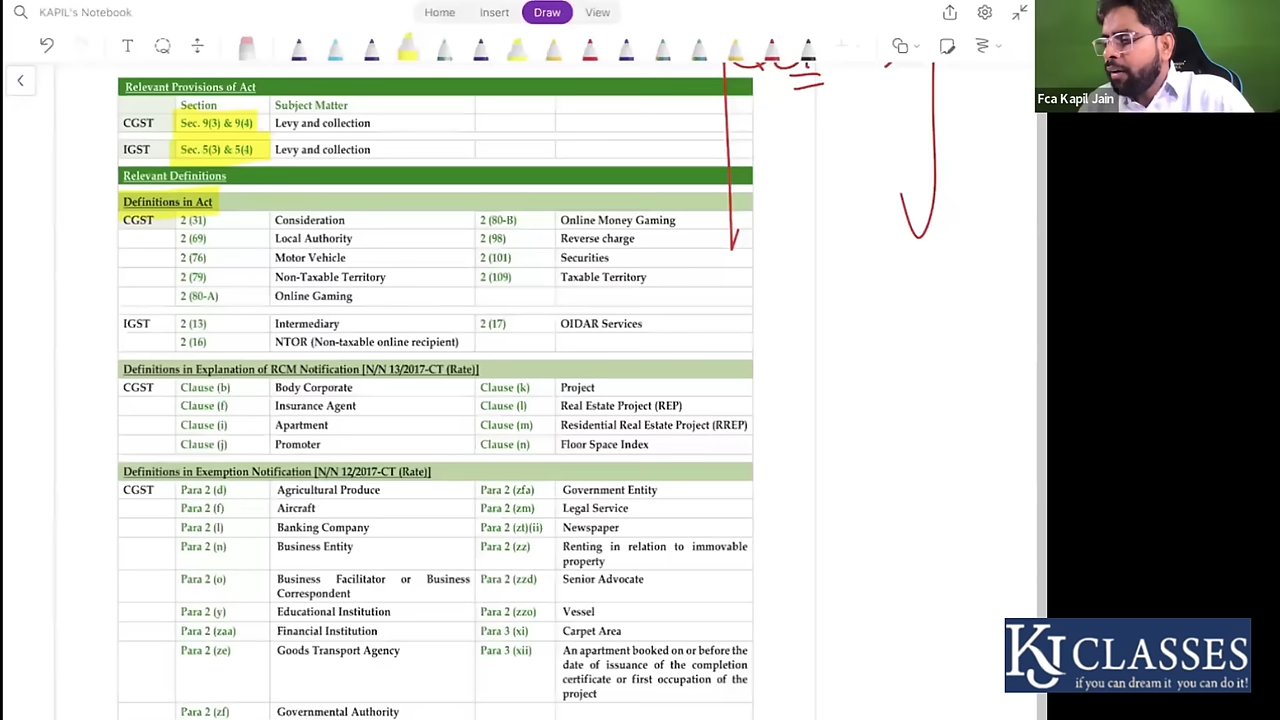 KAPIL's Notebook
Home Insert Draw View
Fca Kapil Jain
Relevant Provisions of Act
Section Subject Matter
CGST Sec. 9(3) & 9(4) Levy and collection
IGST Sec. 5(3) & 5(4) Levy and collection
Relevant Definitions
Definitions in Act
CGST 2 (31) Consideration 2 (80-B) Online Money Gaming
2 (69) Local Authority 2 (98) Reverse charge
2 (76) Motor Vehicle 2 (101) Securities
2 (79) Non-Taxable Territory 2 (109) Taxable Territory
2 (80-A) Online Gaming
IGST 2 (13) Intermediary 2 (17) OIDAR Services
2 (16) NTOR (Non-taxable online recipient)
Definitions in Explanation of RCM Notification [N/N 13/2017-CT (Rate)]
CGST Clause (b) Body Corporate Clause (k) Project
Clause (f) Insurance Agent Clause (l) Real Estate Project (REP)
Clause (i) Apartment Clause (m) Residential Real Estate Project (RREP)
Clause (j) Promoter Clause (n) Floor Space Index
Definitions in Exemption Notification [N/N 12/2017-CT (Rate)]
CGST Para 2 (d) Agricultural Produce Para 2 (zfa) Government Entity
Para 2 (f) Aircraft Para 2 (zm) Legal Service
Para 2 (l) Banking Company Para 2 (zt)(ii) Newspaper
Para 2 (n) Business Entity Para 2 (zz) Renting in relation to immovable
property
Para 2 (o) Business Facilitator or Business Para 2 (zzd) Senior Advocate
Correspondent
Para 2 (y) Educational Institution Para 2 (zzo) Vessel
Para 2 (zaa) Financial Institution Para 3 (xi) Carpet Area
Para 2 (ze) Goods Transport Agency Para 3 (xii) An apartment booked on or before the
date of issuance of the completion
certificate or first occupation of the
project
Para 2 (zf) Governmental Authority
KJ CLASSES
if you can dream it you can do it!